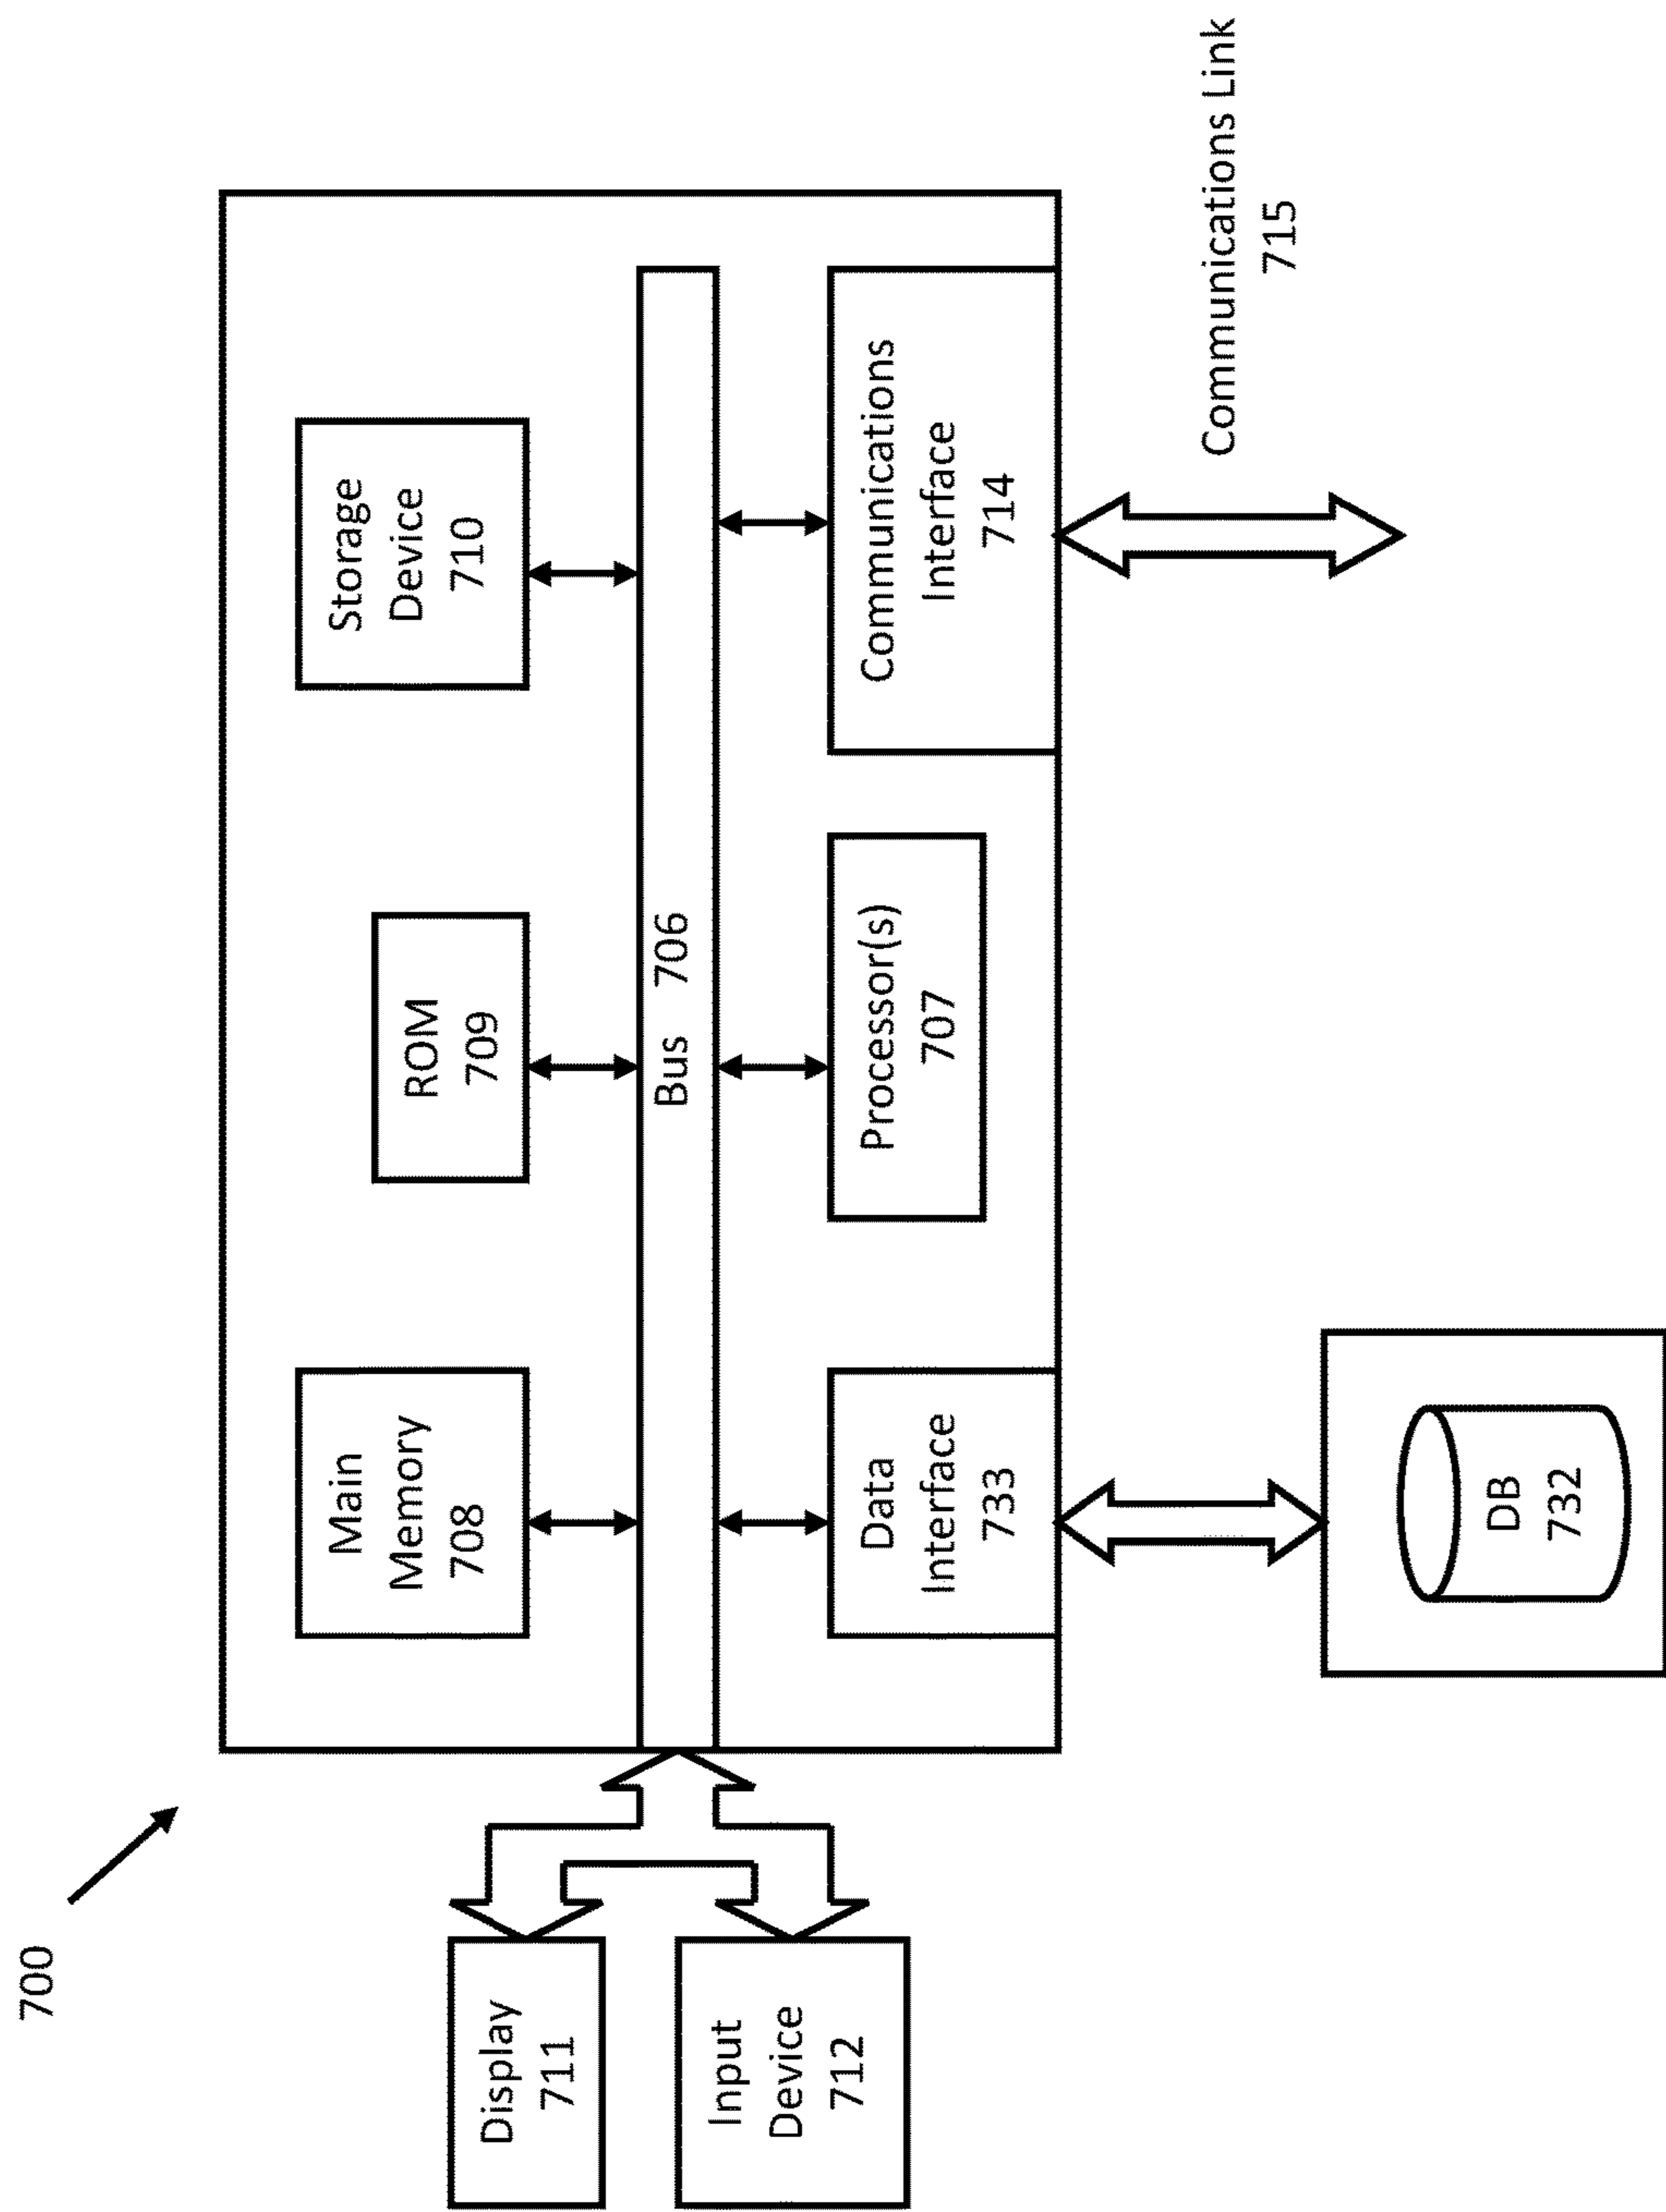 700
Main
Memory
708
ROM
709
Storage
Device
710
Display
711
Bus 706
Input
Device
712
Data
Interface
733
Processor(s)
707
Communications
Interface
714
Communications Link
715
DB
732